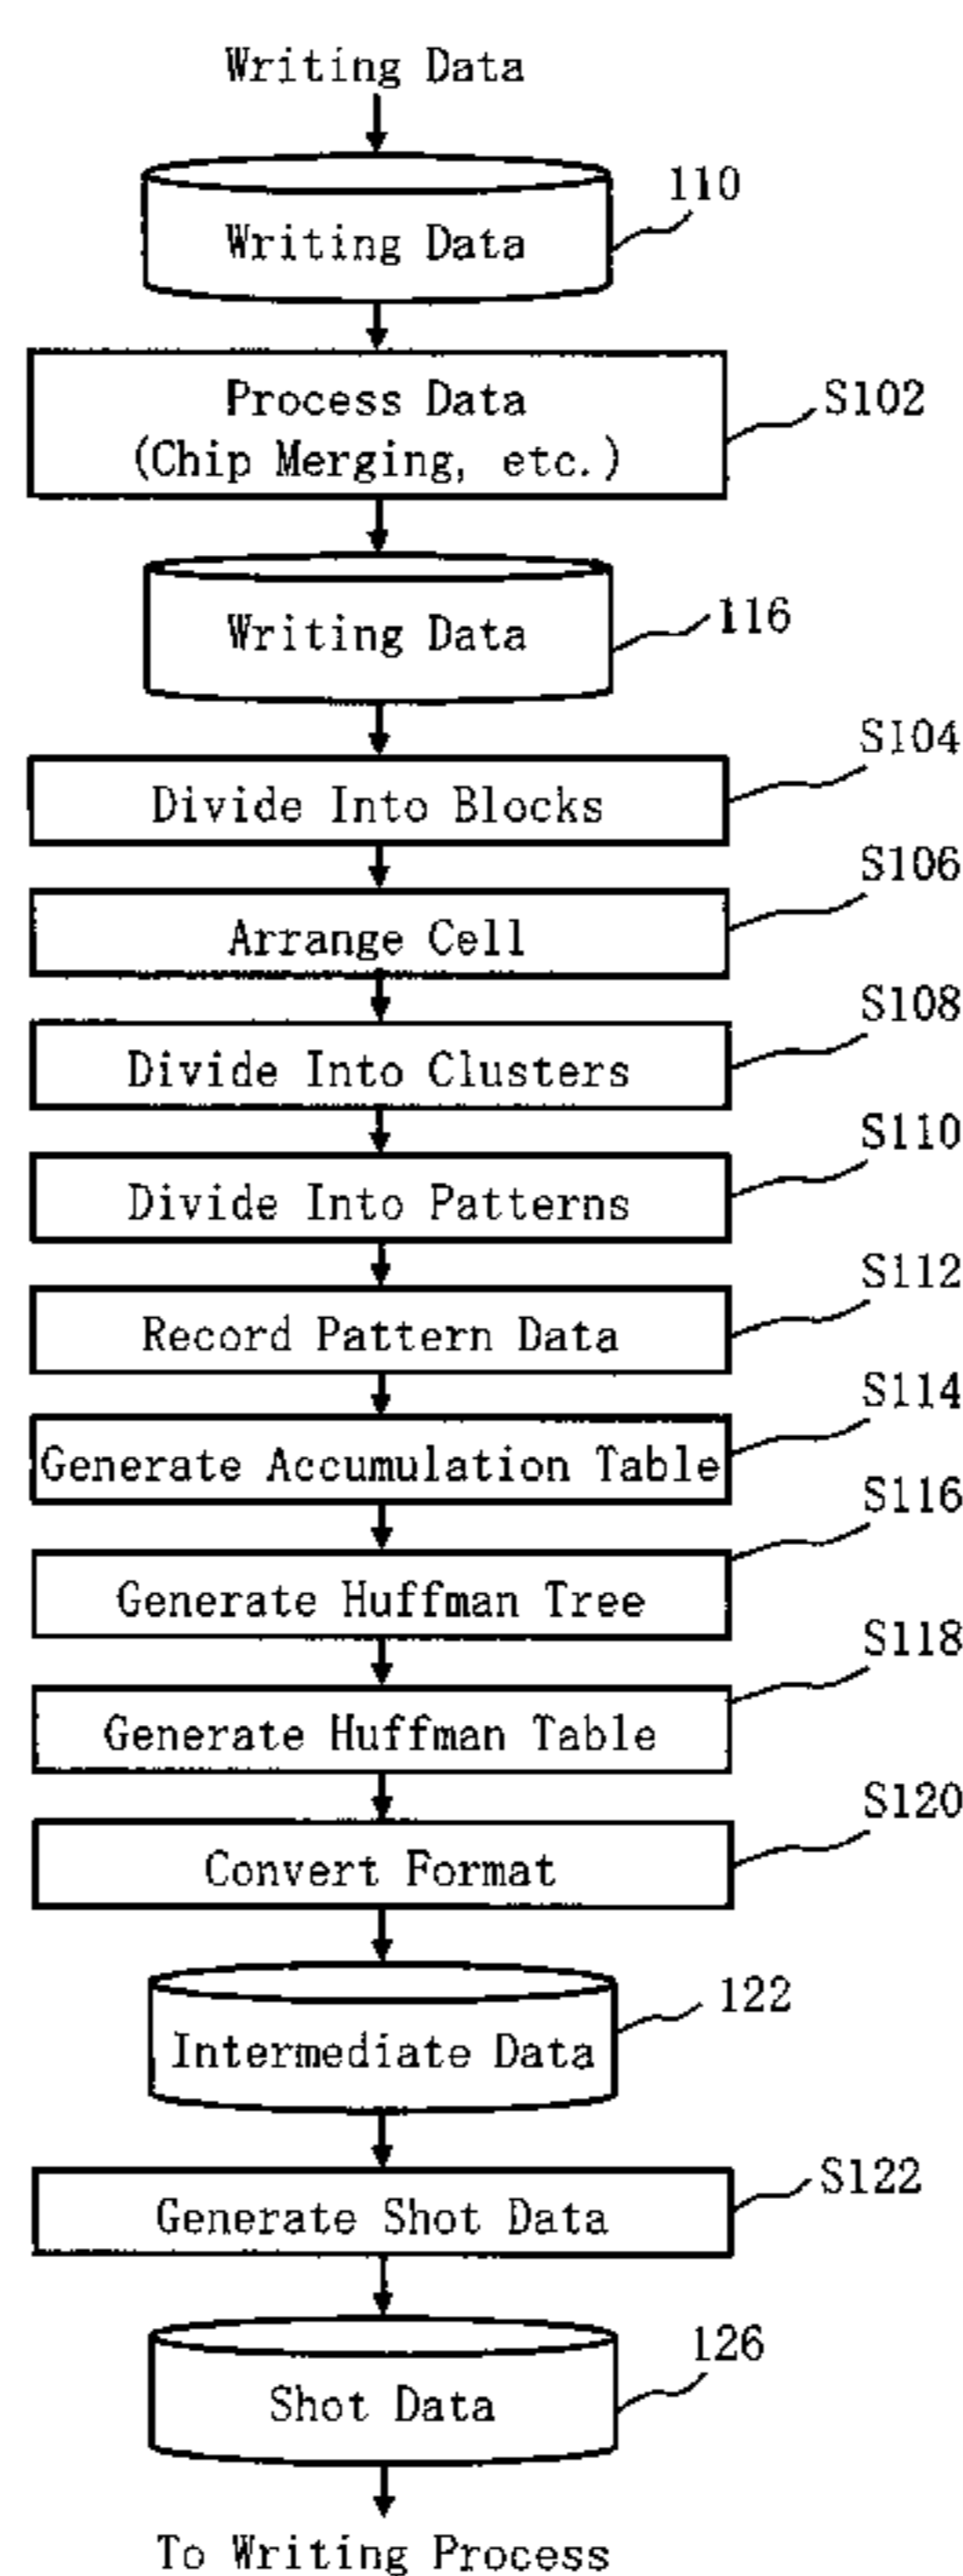 Writing Data
110
Writing Data
Process Data
(Chip Merging, etc.)
S102
Writing Data
116
S104
Divide Into Blocks
S106
Arrange Cell
S108
Divide Into Clusters
S110
Divide Into Patterns
S112
Record Pattern Data
S114
Generate Accumulation Table
S116
Generate Huffman Tree
S118
Generate Huffman Table
S120
Convert Format
122
Intermediate Data
S122
Generate Shot Data
126
Shot Data
To Writing Process